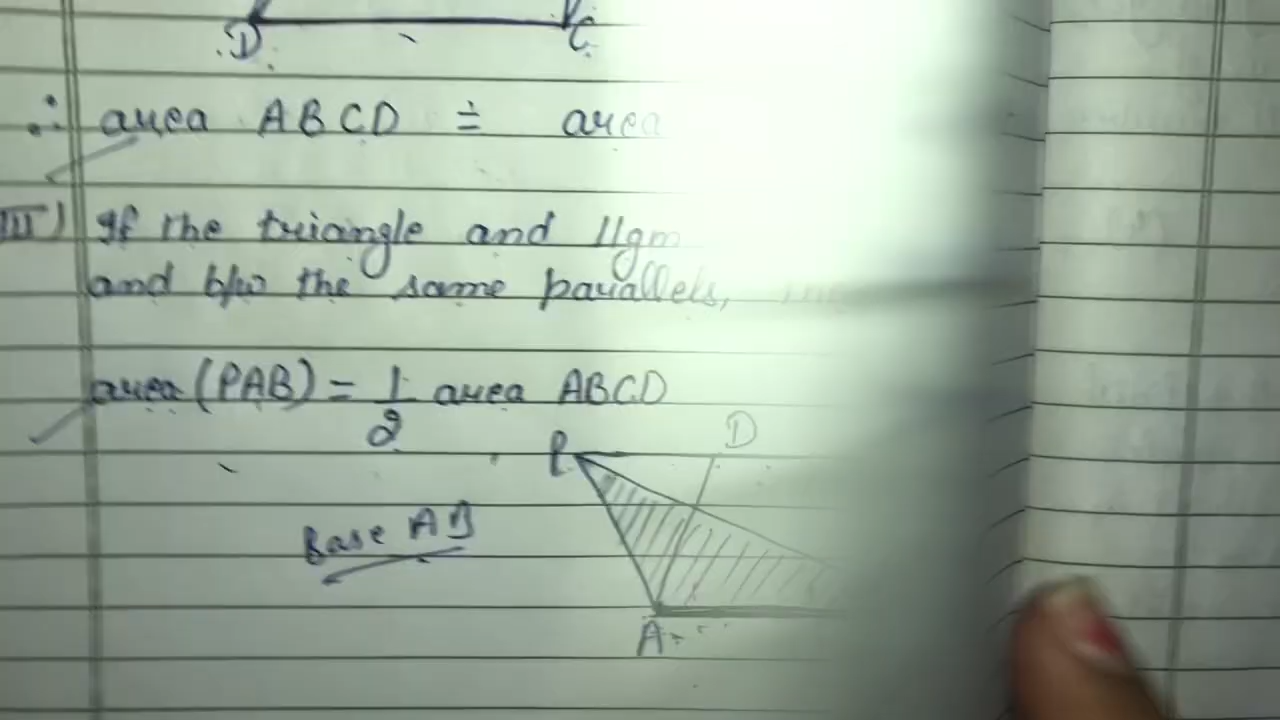 D C
∴ area ABCD = area
III) If the triangle and ||gm
and b/w the same parallels,
area (PAB) = 1/2 area ABCD
P D
Base AB
A